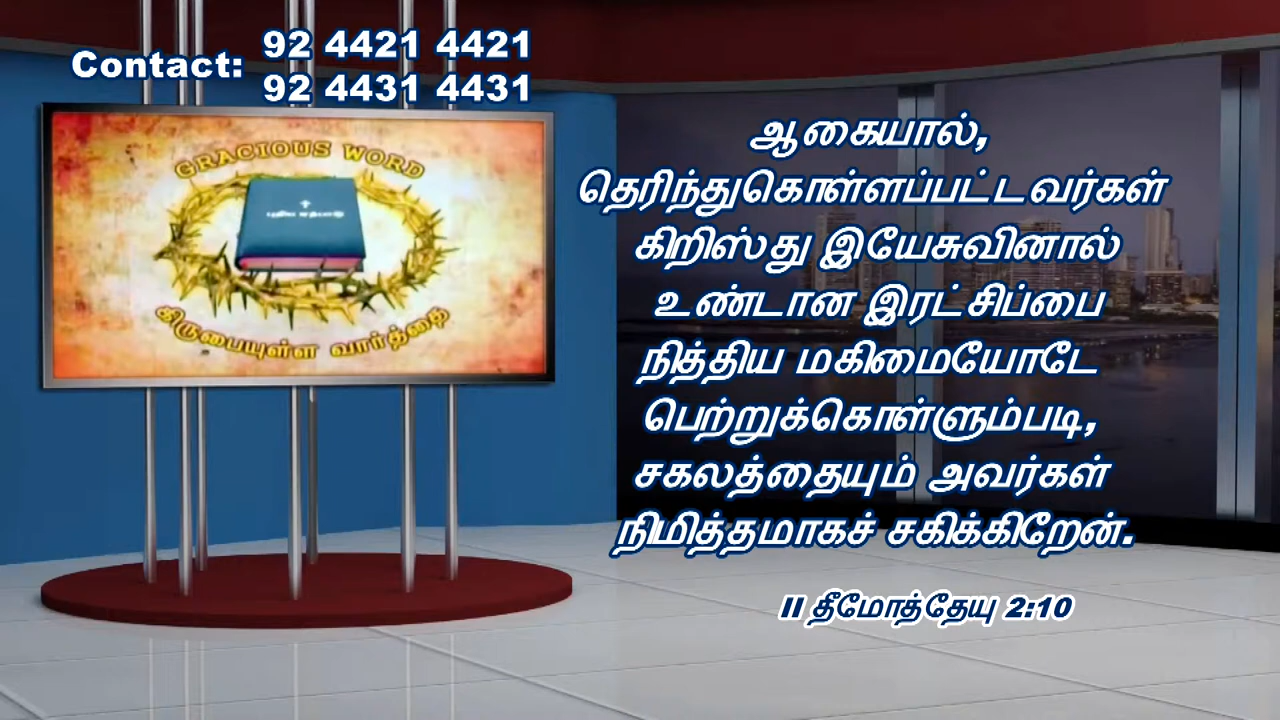 Contact:
92 4421 4421
92 4431 4431
GRACIOUS WORD
கிருபையுள்ள வார்த்தை
ஆகையால்,
தெரிந்துகொள்ளப்பட்டவர்கள்
கிறிஸ்து இயேசுவினால்
உண்டான இரட்சிப்பை
நித்திய மகிமையோடே
பெற்றுக்கொள்ளும்படி,
சகலத்தையும் அவர்கள்
நிமித்தமாகச் சகிக்கிறேன்.
II தீமோத்தேயு 2:10